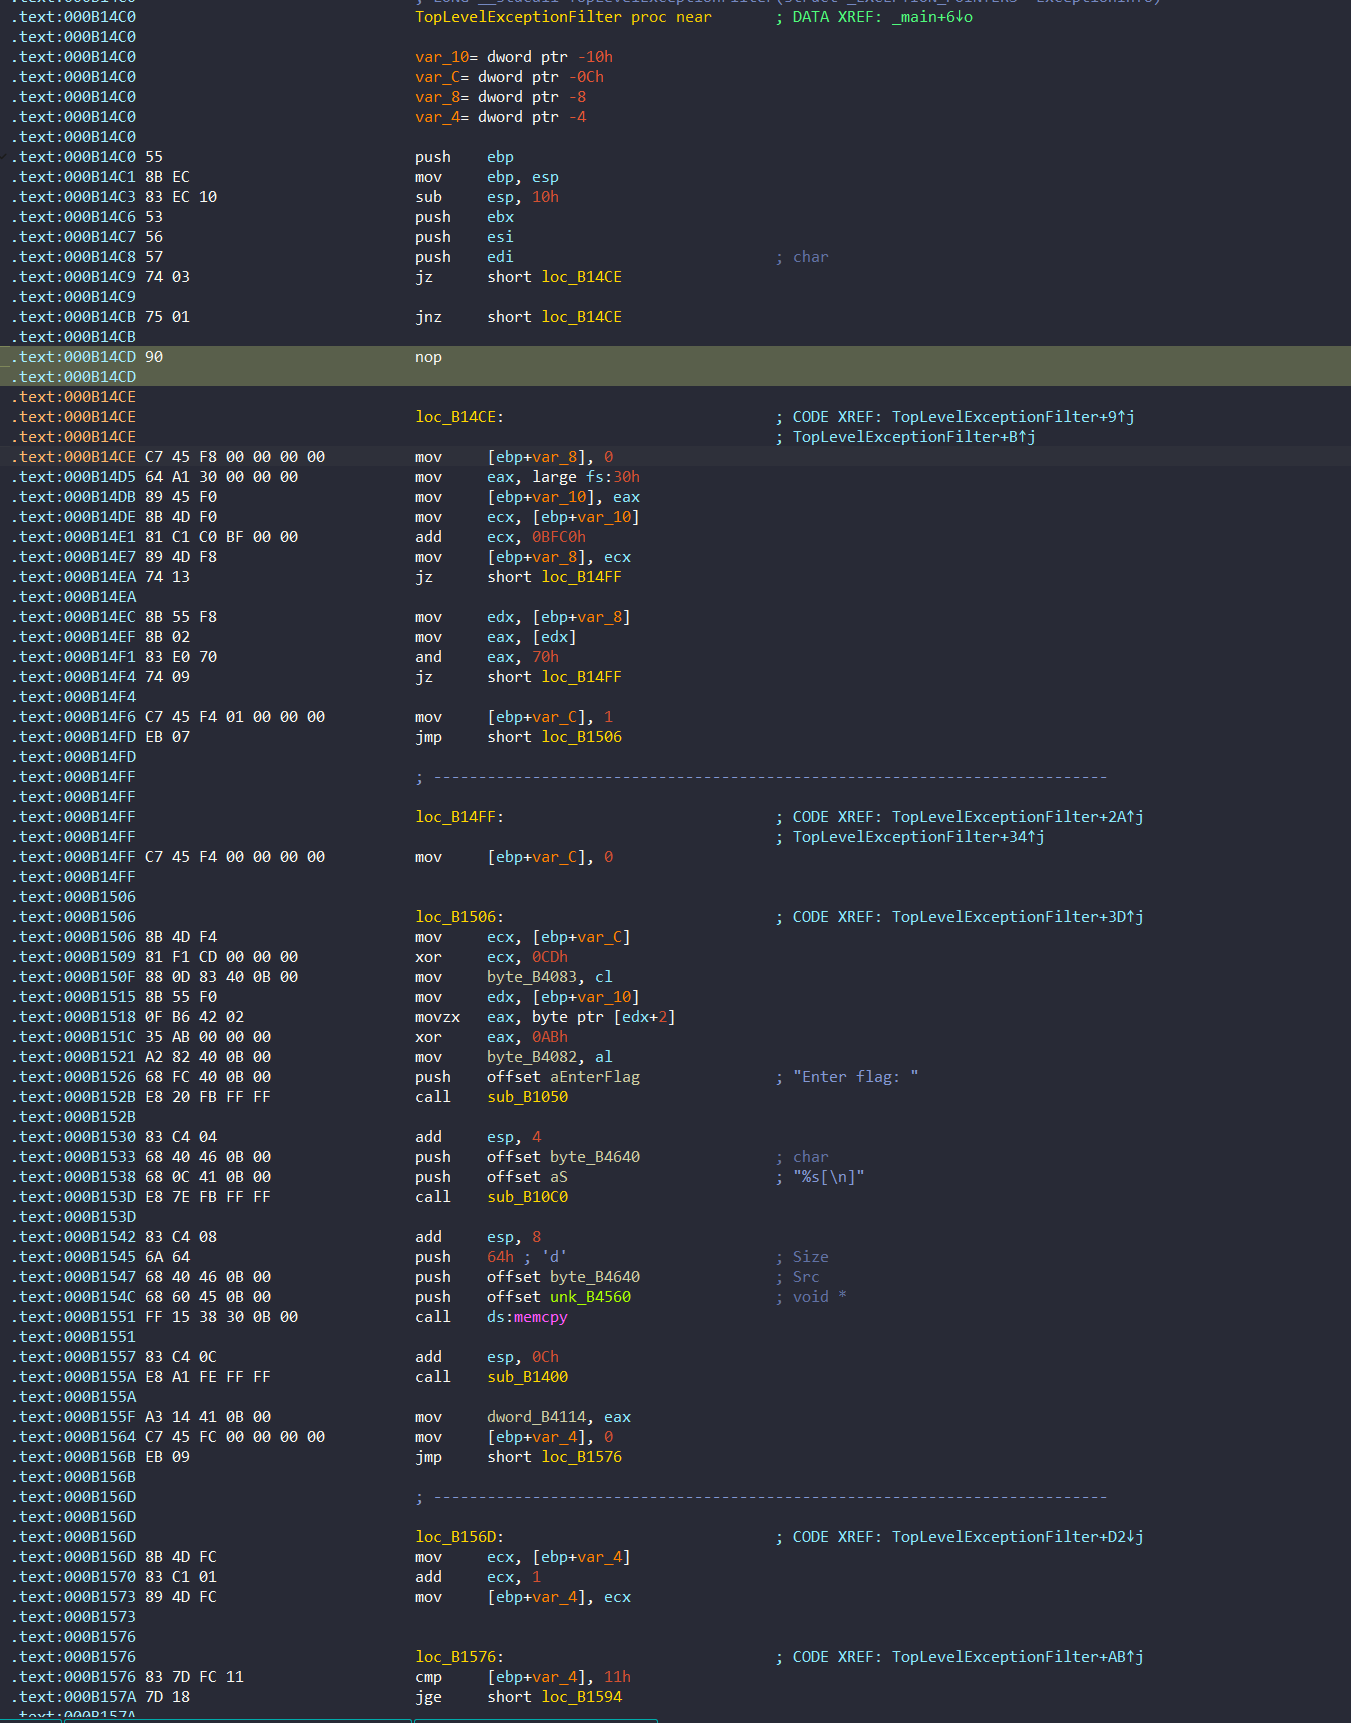 .text:000B14C0 ; LONG __stdcall TopLevelExceptionFilter(struct _EXCEPTION_POINTERS *ExceptionInfo)
.text:000B14C0 TopLevelExceptionFilter proc near ; DATA XREF: _main+6↓o
.text:000B14C0
.text:000B14C0 var_10= dword ptr -10h
.text:000B14C0 var_C= dword ptr -0Ch
.text:000B14C0 var_8= dword ptr -8
.text:000B14C0 var_4= dword ptr -4
.text:000B14C0
.text:000B14C0 55 push ebp
.text:000B14C1 8B EC mov ebp, esp
.text:000B14C3 83 EC 10 sub esp, 10h
.text:000B14C6 53 push ebx
.text:000B14C7 56 push esi
.text:000B14C8 57 push edi ; char
.text:000B14C9 74 03 jz short loc_B14CE
.text:000B14C9
.text:000B14CB 75 01 jnz short loc_B14CE
.text:000B14CB
.text:000B14CD 90 nop
.text:000B14CD
.text:000B14CE
.text:000B14CE loc_B14CE: ; CODE XREF: TopLevelExceptionFilter+9↑j
.text:000B14CE ; TopLevelExceptionFilter+B↑j
.text:000B14CE C7 45 F8 00 00 00 00 mov [ebp+var_8], 0
.text:000B14D5 64 A1 30 00 00 00 mov eax, large fs:30h
.text:000B14DB 89 45 F0 mov [ebp+var_10], eax
.text:000B14DE 8B 4D F0 mov ecx, [ebp+var_10]
.text:000B14E1 81 C1 C0 BF 00 00 add ecx, 0BFC0h
.text:000B14E7 89 4D F8 mov [ebp+var_8], ecx
.text:000B14EA 74 13 jz short loc_B14FF
.text:000B14EA
.text:000B14EC 8B 55 F8 mov edx, [ebp+var_8]
.text:000B14EF 8B 02 mov eax, [edx]
.text:000B14F1 83 E0 70 and eax, 70h
.text:000B14F4 74 09 jz short loc_B14FF
.text:000B14F4
.text:000B14F6 C7 45 F4 01 00 00 00 mov [ebp+var_C], 1
.text:000B14FD EB 07 jmp short loc_B1506
.text:000B14FD
.text:000B14FF ; ---------------------------------------------------------------------------
.text:000B14FF
.text:000B14FF loc_B14FF: ; CODE XREF: TopLevelExceptionFilter+2A↑j
.text:000B14FF ; TopLevelExceptionFilter+34↑j
.text:000B14FF C7 45 F4 00 00 00 00 mov [ebp+var_C], 0
.text:000B14FF
.text:000B1506
.text:000B1506 loc_B1506: ; CODE XREF: TopLevelExceptionFilter+3D↑j
.text:000B1506 8B 4D F4 mov ecx, [ebp+var_C]
.text:000B1509 81 F1 CD 00 00 00 xor ecx, 0CDh
.text:000B150F 88 0D 83 40 0B 00 mov byte_B4083, cl
.text:000B1515 8B 55 F0 mov edx, [ebp+var_10]
.text:000B1518 0F B6 42 02 movzx eax, byte ptr [edx+2]
.text:000B151C 35 AB 00 00 00 xor eax, 0ABh
.text:000B1521 A2 82 40 0B 00 mov byte_B4082, al
.text:000B1526 68 FC 40 0B 00 push offset aEnterFlag ; "Enter flag: "
.text:000B152B E8 20 FB FF FF call sub_B1050
.text:000B152B
.text:000B1530 83 C4 04 add esp, 4
.text:000B1533 68 40 46 0B 00 push offset byte_B4640 ; char
.text:000B1538 68 0C 41 0B 00 push offset aS ; "%s[\n]"
.text:000B153D E8 7E FB FF FF call sub_B10C0
.text:000B153D
.text:000B1542 83 C4 08 add esp, 8
.text:000B1545 6A 64 push 64h ; 'd' ; Size
.text:000B1547 68 40 46 0B 00 push offset byte_B4640 ; Src
.text:000B154C 68 60 45 0B 00 push offset unk_B4560 ; void *
.text:000B1551 FF 15 38 30 0B 00 call ds:memcpy
.text:000B1551
.text:000B1557 83 C4 0C add esp, 0Ch
.text:000B155A E8 A1 FE FF FF call sub_B1400
.text:000B155A
.text:000B155F A3 14 41 0B 00 mov dword_B4114, eax
.text:000B1564 C7 45 FC 00 00 00 00 mov [ebp+var_4], 0
.text:000B156B EB 09 jmp short loc_B1576
.text:000B156B
.text:000B156D ; ---------------------------------------------------------------------------
.text:000B156D
.text:000B156D loc_B156D: ; CODE XREF: TopLevelExceptionFilter+D2↓j
.text:000B156D 8B 4D FC mov ecx, [ebp+var_4]
.text:000B1570 83 C1 01 add ecx, 1
.text:000B1573 89 4D FC mov [ebp+var_4], ecx
.text:000B1573
.text:000B1576
.text:000B1576 loc_B1576: ; CODE XREF: TopLevelExceptionFilter+AB↑j
.text:000B1576 83 7D FC 11 cmp [ebp+var_4], 11h
.text:000B157A 7D 18 jge short loc_B1594
.text:000B157A